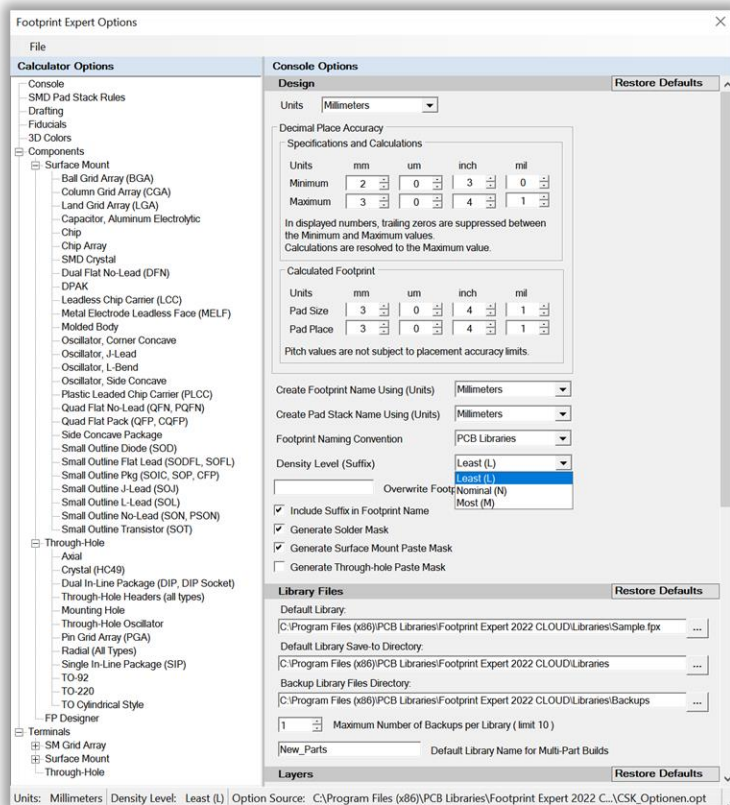 Footprint Expert Options
File
Calculator Options
Console
SMD Pad Stack Rules
Drafting
Fiducials
3D Colors
Components
Surface Mount
Ball Grid Array (BGA)
Column Grid Array (CGA)
Land Grid Array (LGA)
Capacitor, Aluminum Electrolytic
Chip
Chip Array
SMD Crystal
Dual Flat No-Lead (DFN)
DPAK
Leadless Chip Carrier (LCC)
Metal Electrode Leadless Face (MELF)
Molded Body
Oscillator, Corner Concave
Oscillator, J-Lead
Oscillator, L-Bend
Oscillator, Side Concave
Plastic Leaded Chip Carrier (PLCC)
Quad Flat No-Lead (QFN, PQFN)
Quad Flat Pack (QFP, CQFP)
Side Concave Package
Small Outline Diode (SOD)
Small Outline Flat Lead (SODFL, SOFL)
Small Outline Pkg (SOIC, SOP, CFP)
Small Outline J-Lead (SOJ)
Small Outline L-Lead (SOL)
Small Outline No-Lead (SON, PSON)
Small Outline Transistor (SOT)
Through-Hole
Axial
Crystal (HC49)
Dual In-Line Package (DIP, DIP Socket)
Through-Hole Headers (all types)
Mounting Hole
Through-Hole Oscillator
Pin Grid Array (PGA)
Radial (All Types)
Single In-Line Package (SIP)
TO-92
TO-220
TO Cylindrical Style
FP Designer
Terminals
SM Grid Array
Surface Mount
Through-Hole
Console Options
Design Restore Defaults
Units Millimeters
Decimal Place Accuracy
Specifications and Calculations
Units mm um inch mil
Minimum 2 0 3 0
Maximum 3 0 4 1
In displayed numbers, trailing zeros are suppressed between
the Minimum and Maximum values.
Calculations are resolved to the Maximum value.
Calculated Footprint
Units mm um inch mil
Pad Size 3 0 4 1
Pad Place 3 0 4 1
Pitch values are not subject to placement accuracy limits.
Create Footprint Name Using (Units) Millimeters
Create Pad Stack Name Using (Units) Millimeters
Footprint Naming Convention PCB Libraries
Density Level (Suffix) Least (L)
Least (L)
Overwrite Nominal (N)
Most (M)
Include Suffix in Footprint Name
Generate Solder Mask
Generate Surface Mount Paste Mask
Generate Through-hole Paste Mask
Library Files Restore Defaults
Default Library:
C:\Program Files (x86)\PCB Libraries\Footprint Expert 2022 CLOUD\Libraries\Sample.fpx ...
Default Library Save-to Directory:
C:\Program Files (x86)\PCB Libraries\Footprint Expert 2022 CLOUD\Libraries ...
Backup Library Files Directory:
C:\Program Files (x86)\PCB Libraries\Footprint Expert 2022 CLOUD\Libraries\Backups ...
1 Maximum Number of Backups per Library ( limit 10 )
New_Parts Default Library Name for Multi-Part Builds
Layers Restore Defaults
Units: Millimeters Density Level: Least (L) Option Source: C:\Program Files (x86)\PCB Libraries\Footprint Expert 2022 C...\CSK_Optionen.opt